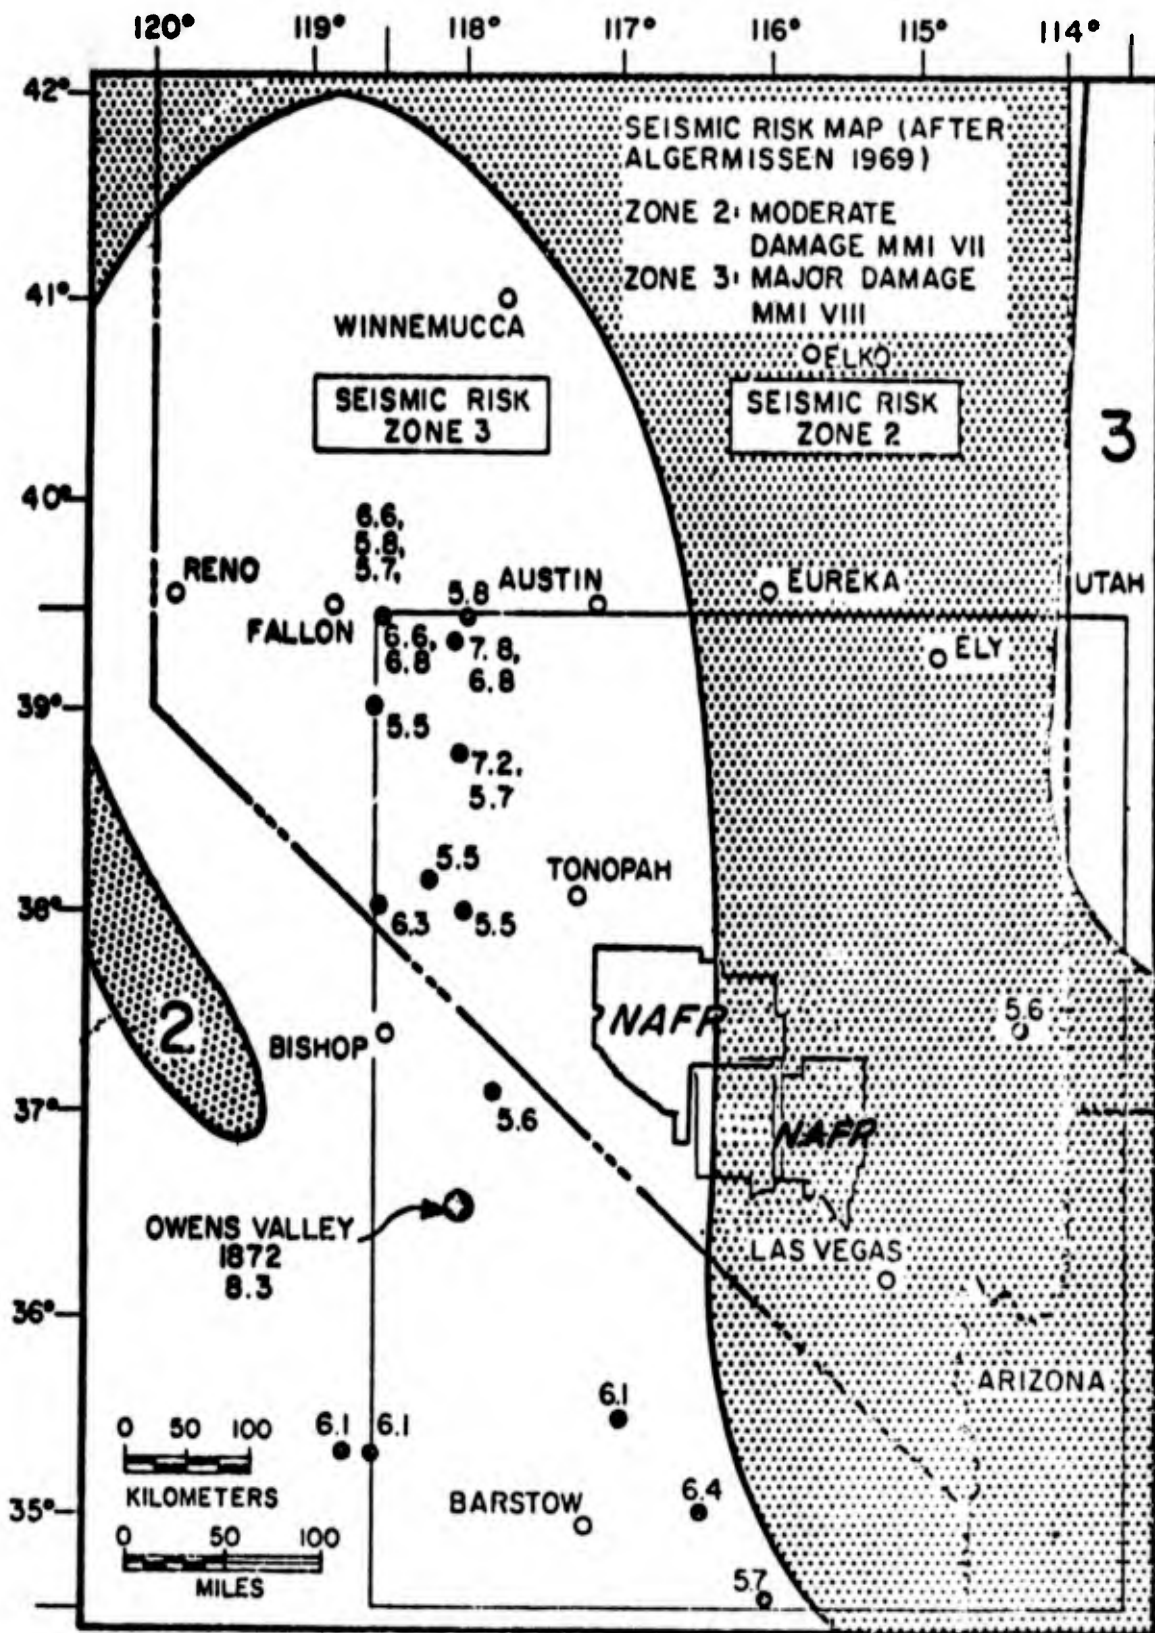 120° 119° 118° 117° 116° 115° 114°
42°
SEISMIC RISK MAP (AFTER
ALGERMISSEN 1969)
ZONE 2: MODERATE
DAMAGE MMI VII
ZONE 3: MAJOR DAMAGE
MMI VIII
41°
WINNEMUCCA
ELKO
SEISMIC RISK
ZONE 3
SEISMIC RISK
ZONE 2
3
40°
6.6,
5.8,
5.7,
RENO
FALLON
5.8
AUSTIN
EUREKA
UTAH
6.6,
6.8
7.8,
6.8
ELY
39°
5.5
7.2,
5.7
5.5
TONOPAH
38°
6.3
5.5
2
NAFR
5.6
BISHOP
37°
5.6
NAFR
OWENS VALLEY
1872
8.3
LAS VEGAS
36°
ARIZONA
6.1
6.1
6.1
0 50 100
KILOMETERS
35°
BARSTOW
6.4
0 50 100
MILES
5.7